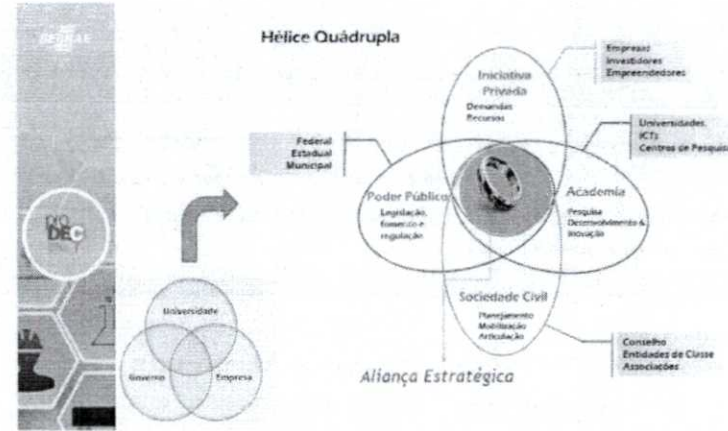 SEBRAE
Hélice Quádrupla
Iniciativa
Privada
Demandas
Recursos
Empresas
Investidores
Empreendedores
Federal
Estadual
Municipal
Universidades
ICTs
Centros de Pesquisa
Poder Público
Legislação,
fomento e
regulação
Academia
Pesquisa
Desenvolvimento &
Inovação
DEC
Universidade
Governo
Empresa
Sociedade Civil
Planejamento
Mobilização
Articulação
Conselho
Entidades de Classe
Associações
Aliança Estratégica